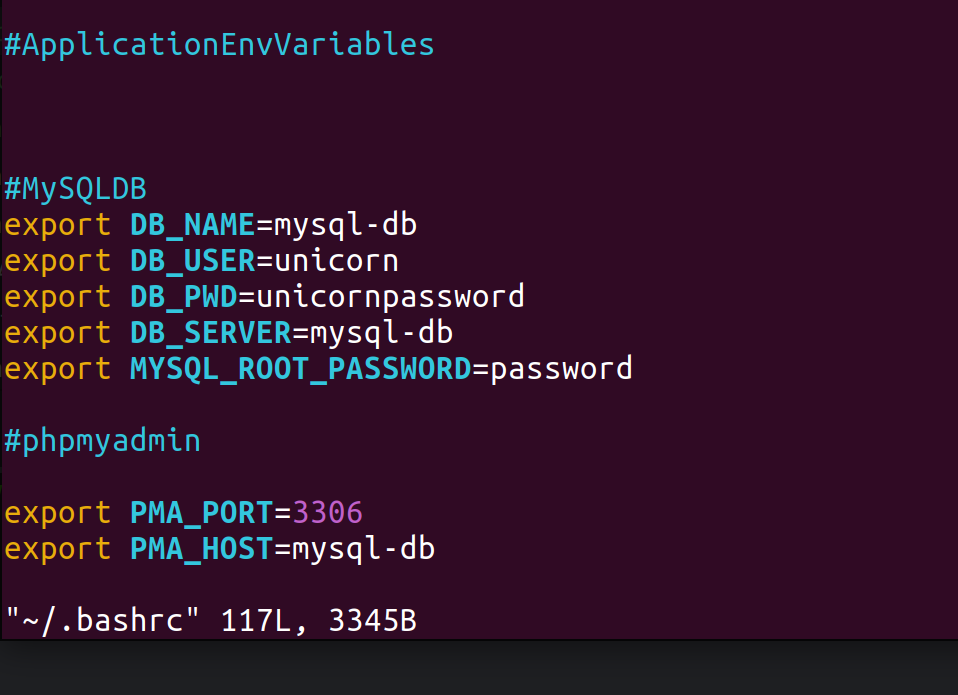 #ApplicationEnvVariables
#MySQLDB
export DB_NAME=mysql-db
export DB_USER=unicorn
export DB_PWD=unicornpassword
export DB_SERVER=mysql-db
export MYSQL_ROOT_PASSWORD=password
#phpmyadmin
export PMA_PORT=3306
export PMA_HOST=mysql-db
"~/.bashrc" 117L, 3345B